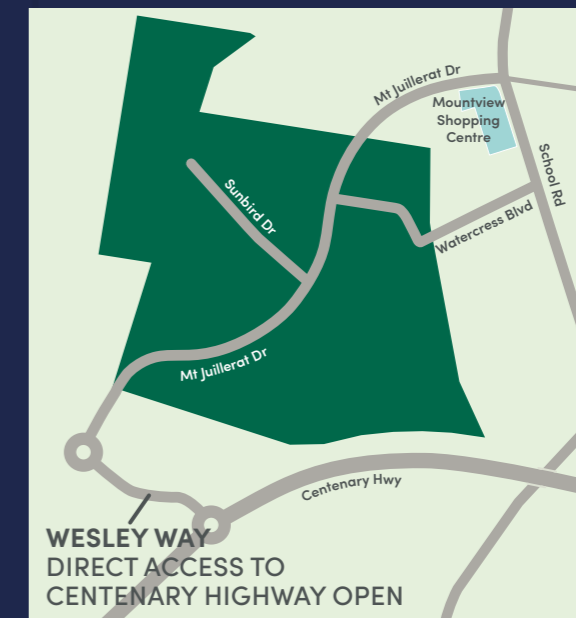 Mt Juillerat Dr
Mountview
Shopping
Centre
School Rd
Sunbird Dr
Watercress Blvd
Mt Juillerat Dr
Centenary Hwy
WESLEY WAY
DIRECT ACCESS TO
CENTENARY HIGHWAY OPEN